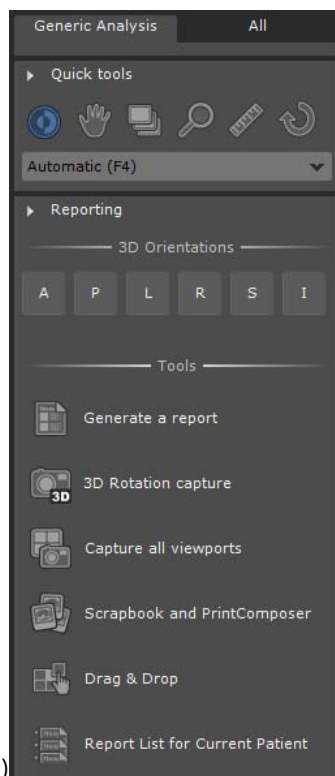 Generic Analysis All
Quick tools
Automatic (F4)
Reporting
3D Orientations
A P L R S I
Tools
Generate a report
3D
3D Rotation capture
Capture all viewports
Scrapbook and PrintComposer
Drag & Drop
Report List for Current Patient
)